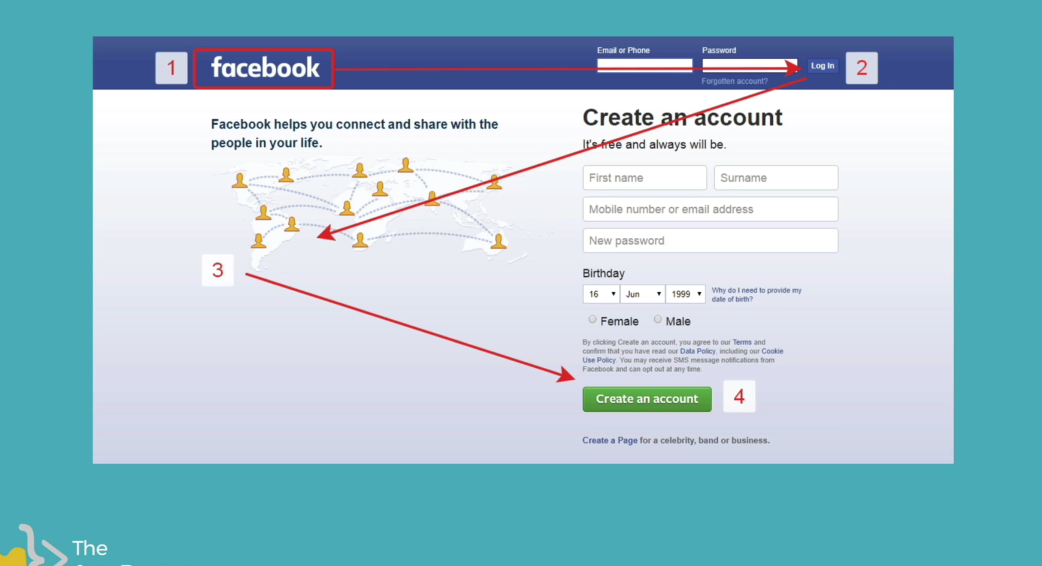 1
facebook
Email or Phone
Password
Log In
2
Forgotten account?
Facebook helps you connect and share with the
people in your life.
3
Create an account
It's free and always will be.
First name
Surname
Mobile number or email address
New password
Birthday
16
Jun
1999
Why do I need to provide my
date of birth?
Female
Male
By clicking Create an account, you agree to our Terms and
confirm that you have read our Data Policy, including our Cookie
Use Policy. You may receive SMS message notifications from
Facebook and can opt out at any time.
Create an account
4
Create a Page for a celebrity, band or business.
The